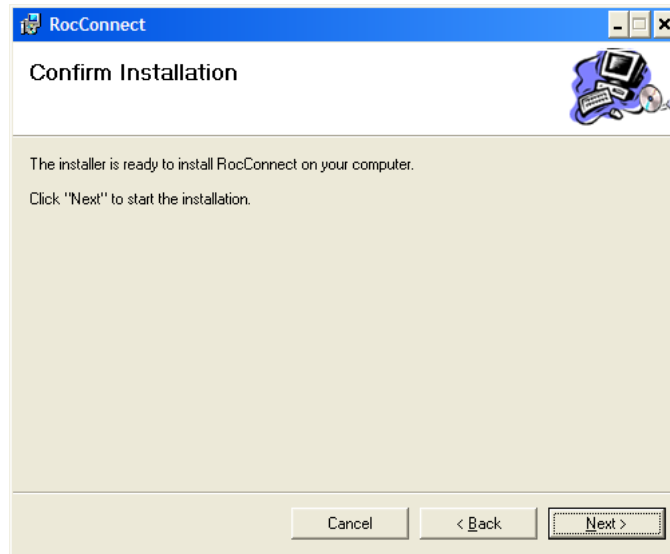 RocConnect
Confirm Installation
The installer is ready to install RocConnect on your computer.
Click "Next" to start the installation.
Cancel
< Back
Next >